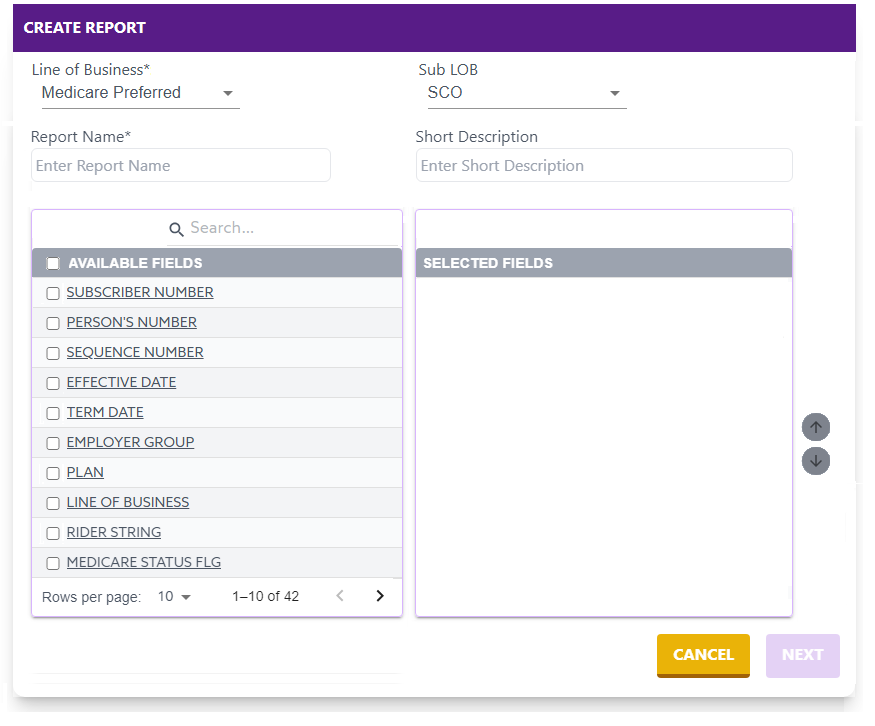 CREATE REPORT
Line of Business*
Sub LOB
Medicare Preferred
SCO
Report Name*
Short Description
Enter Report Name
Enter Short Description
Search...
AVAILABLE FIELDS
SELECTED FIELDS
SUBSCRIBER NUMBER
PERSON'S NUMBER
SEQUENCE NUMBER
EFFECTIVE DATE
TERM DATE
EMPLOYER GROUP
PLAN
LINE OF BUSINESS
RIDER STRING
MEDICARE STATUS FLG
Rows per page: 10 1–10 of 42
CANCEL
NEXT